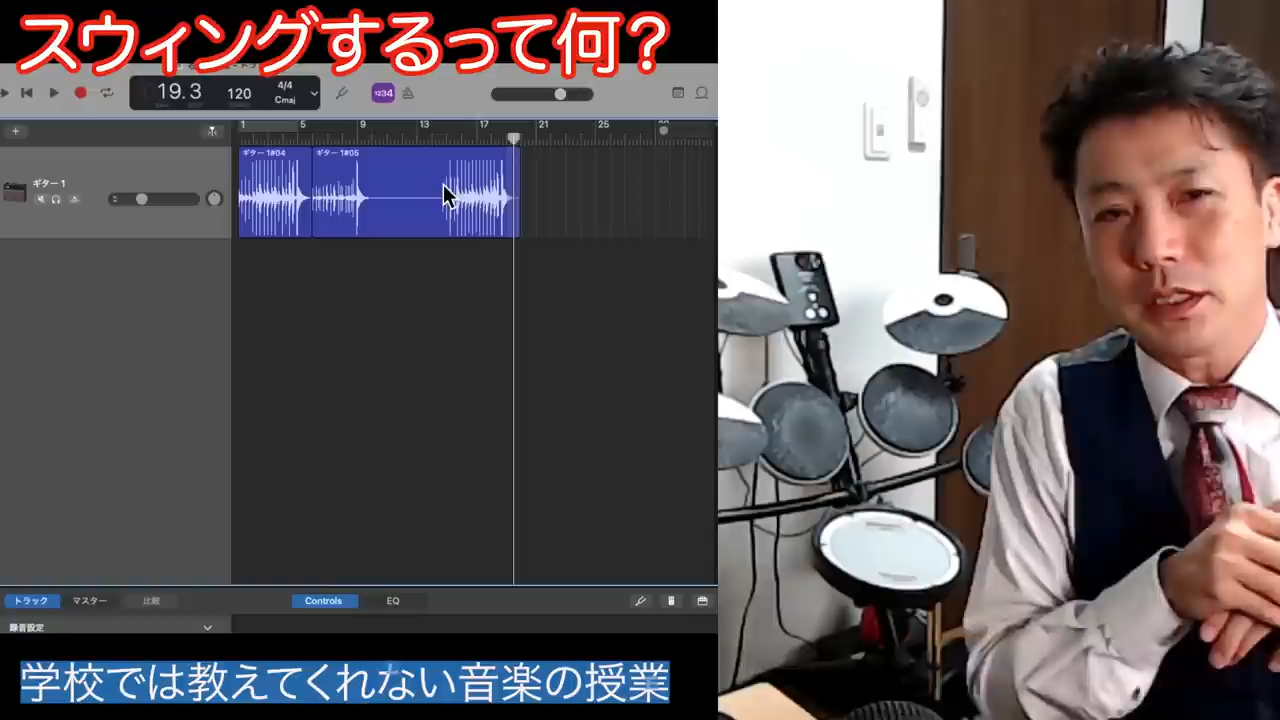 スウィングするって何？
19.3
120
4/4
Cmaj
1234
1
5
9
13
17
21
25
ギター 1#04
ギター 1#05
ギター 1
トラック
マスター
比較
Controls
EQ
録音設定
学校では教えてくれない音楽の授業